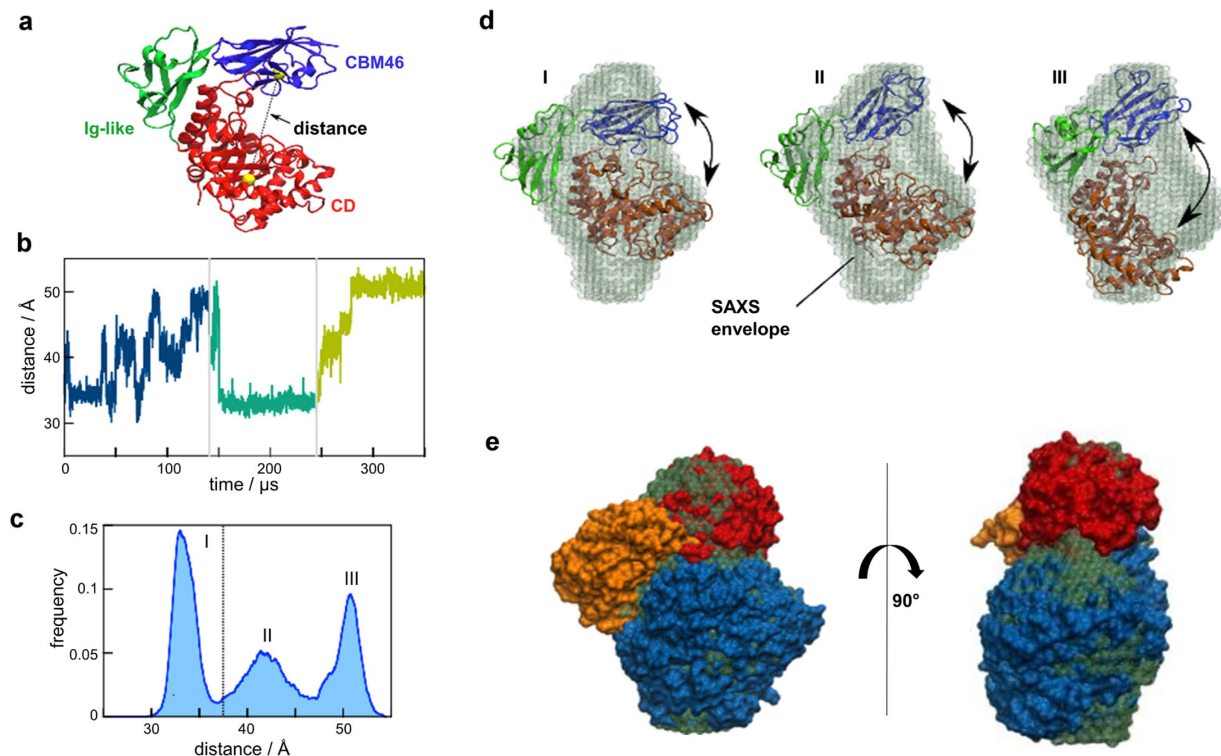 a
CBM46
Ig-like
distance
CD
b
distance / Å
50
40
30
0
100
200
300
time / μs
c
frequency
0.15
0.1
0.05
0
I
II
III
30
40
50
distance / Å
d
I
II
III
SAXS
envelope
e
90°